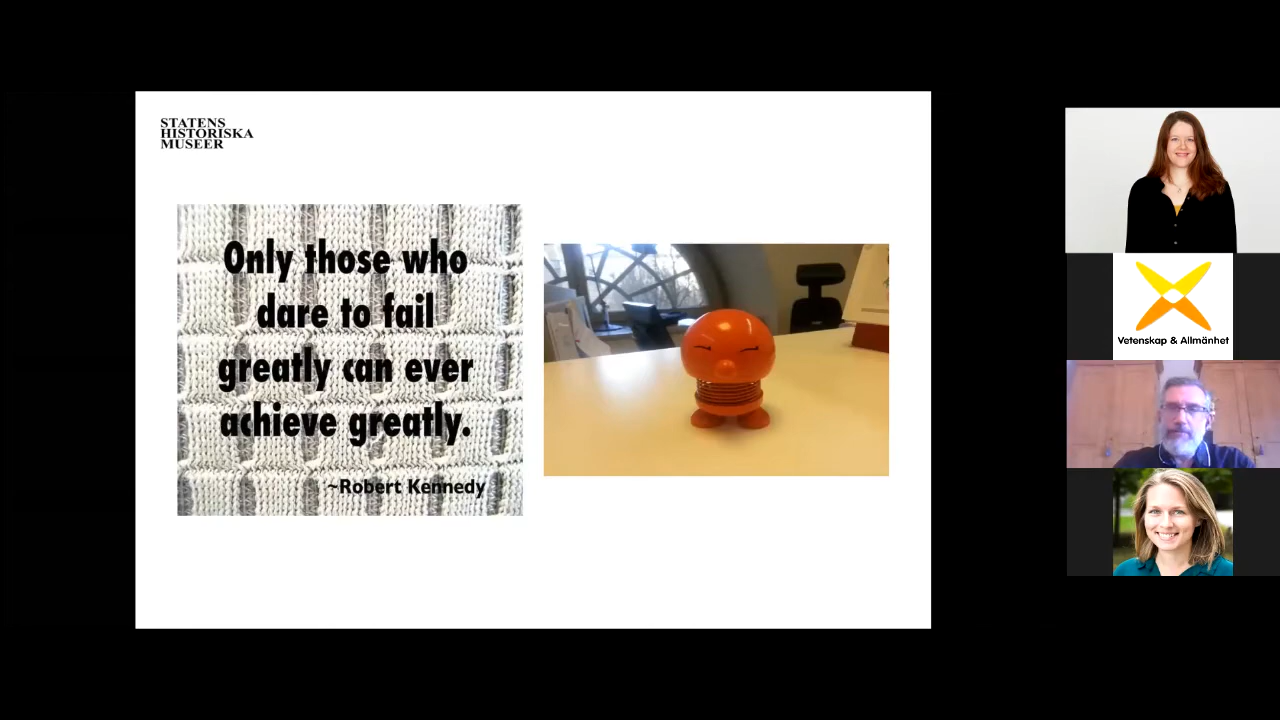 STATENS
HISTORISKA
MUSEER
Only those who
dare to fail
greatly can ever
achieve greatly.
~Robert Kennedy
Vetenskap & Allmänhet